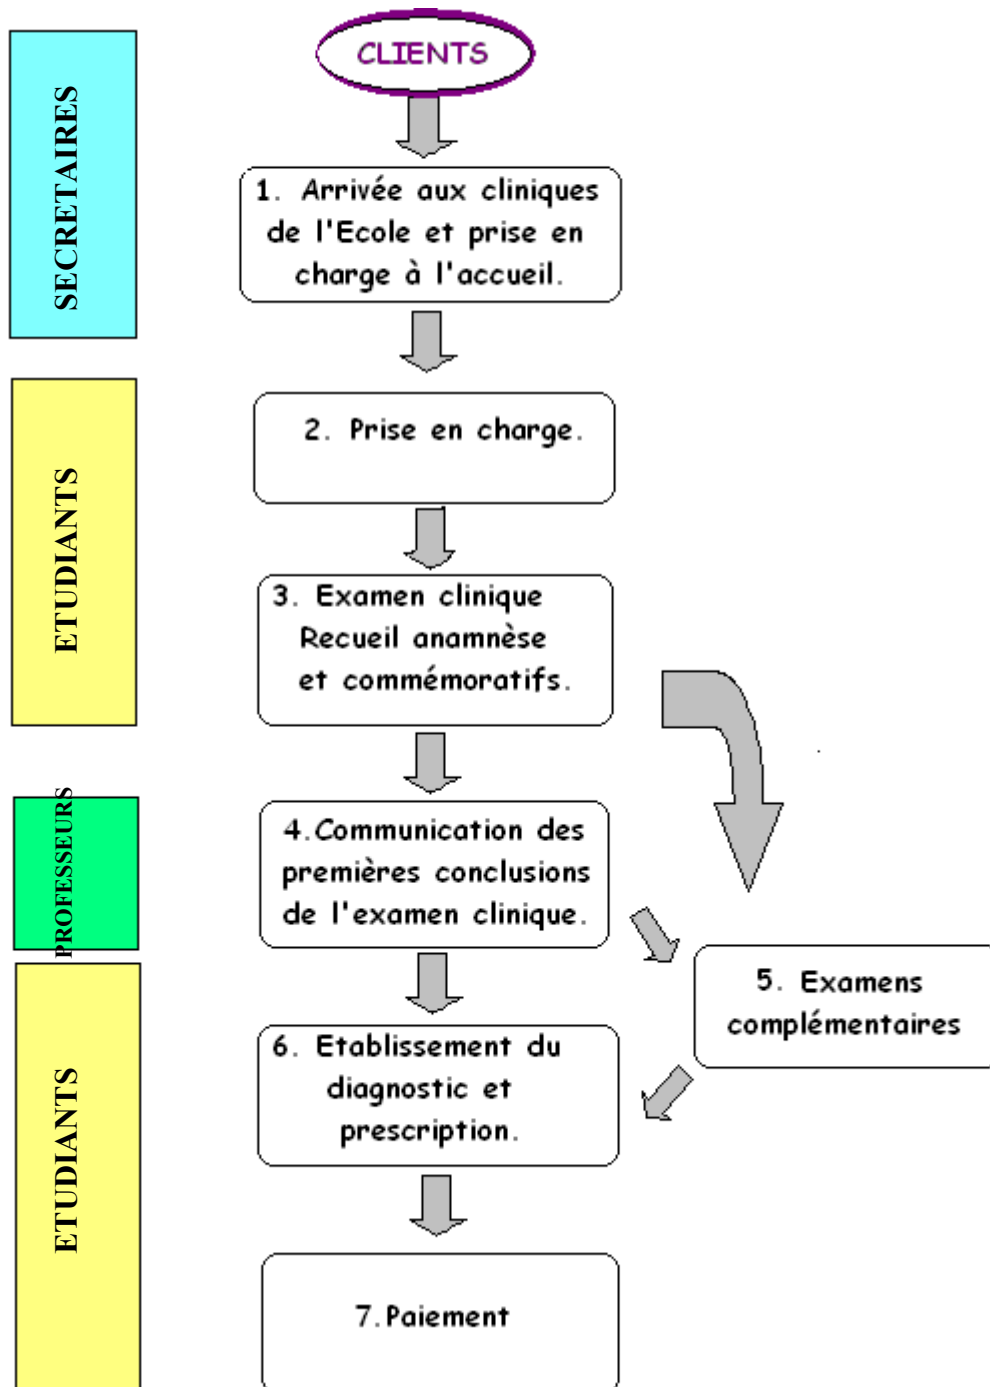 CLIENTS
SECRETAIRES
1. Arrivée aux cliniques
de l'Ecole et prise en
charge à l'accueil.
ETUDIANTS
2. Prise en charge.
3. Examen clinique
Recueil anamnèse
et commémoratifs.
PROFESSEURS
4.Communication des
premières conclusions
de l'examen clinique.
5. Examens
complémentaires
ETUDIANTS
6. Etablissement du
diagnostic et
prescription.
7.Paiement